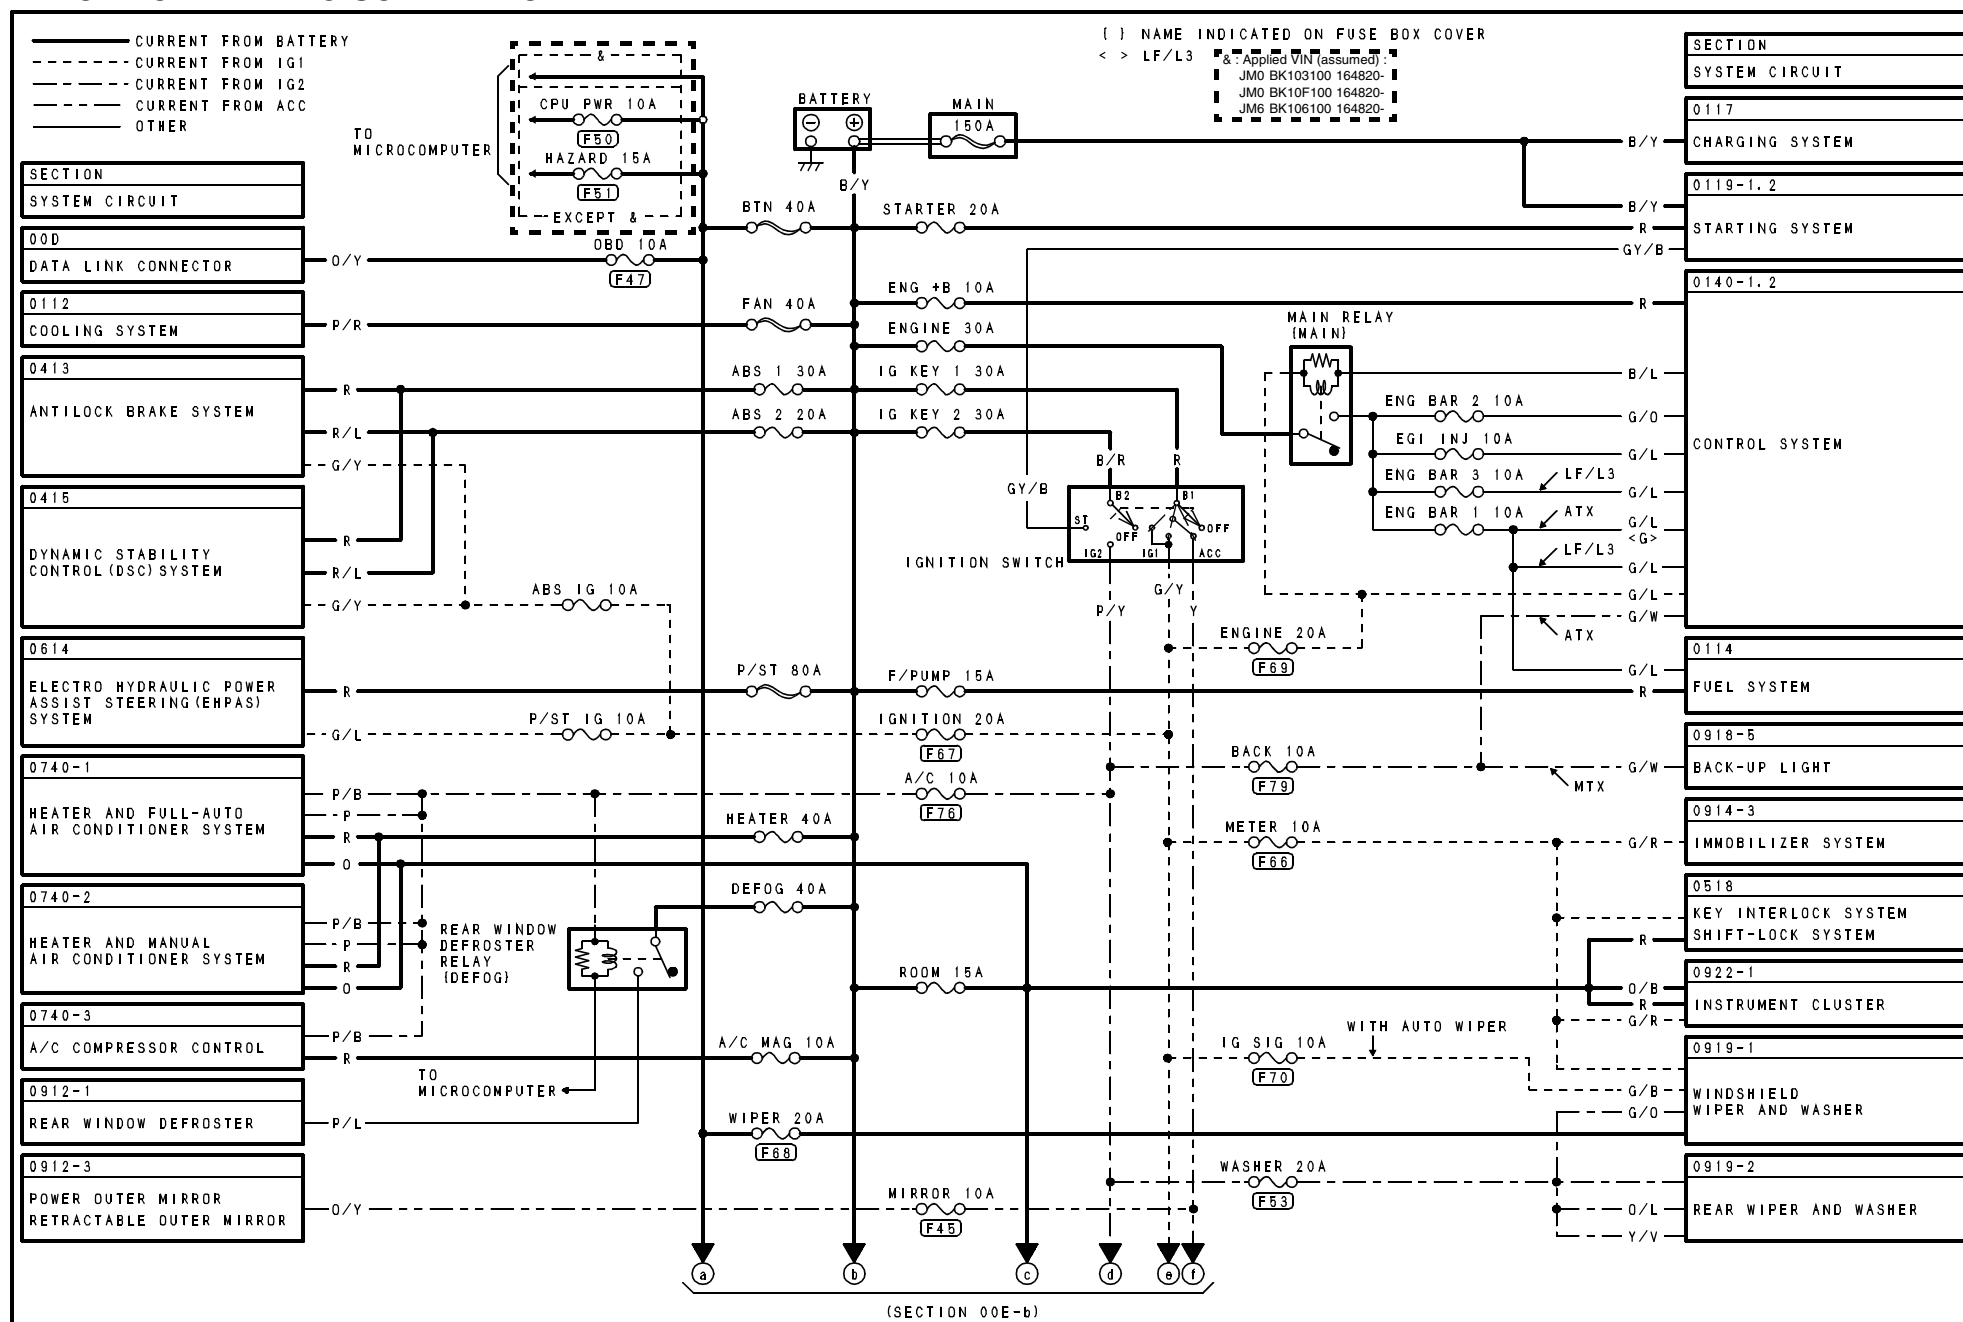 CURRENT FROM BATTERY
CURRENT FROM IG1
CURRENT FROM IG2
CURRENT FROM ACC
OTHER
SECTION
SYSTEM CIRCUIT
00D
DATA LINK CONNECTOR
O/Y
0112
COOLING SYSTEM
P/R
0413
ANTILOCK BRAKE SYSTEM
R
R/L
G/Y
0415
DYNAMIC STABILITY
CONTROL(DSC)SYSTEM
R
R/L
G/Y
0614
ELECTRO HYDRAULIC POWER
ASSIST STEERING(EHPAS)
SYSTEM
R
G/L
0740-1
HEATER AND FULL-AUTO
AIR CONDITIONER SYSTEM
P/B
P
R
O
0740-2
HEATER AND MANUAL
AIR CONDITIONER SYSTEM
P/B
P
R
O
0740-3
A/C COMPRESSOR CONTROL
P/B
R
0912-1
REAR WINDOW DEFROSTER
P/L
0912-3
POWER OUTER MIRROR
RETRACTABLE OUTER MIRROR
O/Y
TO
MICROCOMPUTER
&
CPU PWR 10A
F50
HAZARD 15A
F51
EXCEPT &
OBD 10A
F47
BATTERY
MAIN
150A
B/Y
{ } NAME INDICATED ON FUSE BOX COVER
< > LF/L3
& : Applied VIN (assumed) :
JM0 BK103100 164820-
JM0 BK10F100 164820-
JM6 BK106100 164820-
BTN 40A
STARTER 20A
FAN 40A
ENG +B 10A
ENGINE 30A
ABS 1 30A
IG KEY 1 30A
ABS 2 20A
IG KEY 2 30A
B/R
R
GY/B
B2
B1
ST
OFF
OFF
IG2
IG1
ACC
IGNITION SWITCH
P/Y
G/Y
Y
MAIN RELAY
{MAIN}
ENG BAR 2 10A
EGI INJ 10A
ENG BAR 3 10A
LF/L3
ENG BAR 1 10A
ATX
LF/L3
ATX
ABS IG 10A
ENGINE 20A
F69
P/ST 80A
F/PUMP 15A
P/ST IG 10A
IGNITION 20A
F67
BACK 10A
F79
MTX
A/C 10A
F76
HEATER 40A
METER 10A
F66
DEFOG 40A
REAR WINDOW
DEFROSTER
RELAY
{DEFOG}
ROOM 15A
A/C MAG 10A
TO
MICROCOMPUTER
WITH AUTO WIPER
IG SIG 10A
F70
WIPER 20A
F68
WASHER 20A
F53
MIRROR 10A
F45
a
b
c
d
e
f
(SECTION 00E-b)
SECTION
SYSTEM CIRCUIT
0117
B/Y
CHARGING SYSTEM
0119-1.2
B/Y
R
STARTING SYSTEM
GY/B
0140-1.2
R
B/L
G/O
CONTROL SYSTEM
G/L
G/L
G/L
<G>
G/L
G/L
G/W
0114
G/L
FUEL SYSTEM
R
0918-5
G/W
BACK-UP LIGHT
0914-3
G/R
IMMOBILIZER SYSTEM
0518
KEY INTERLOCK SYSTEM
SHIFT-LOCK SYSTEM
R
0922-1
O/B
R
INSTRUMENT CLUSTER
G/R
0919-1
G/B
WINDSHIELD
WIPER AND WASHER
G/O
0919-2
O/L
REAR WIPER AND WASHER
Y/V